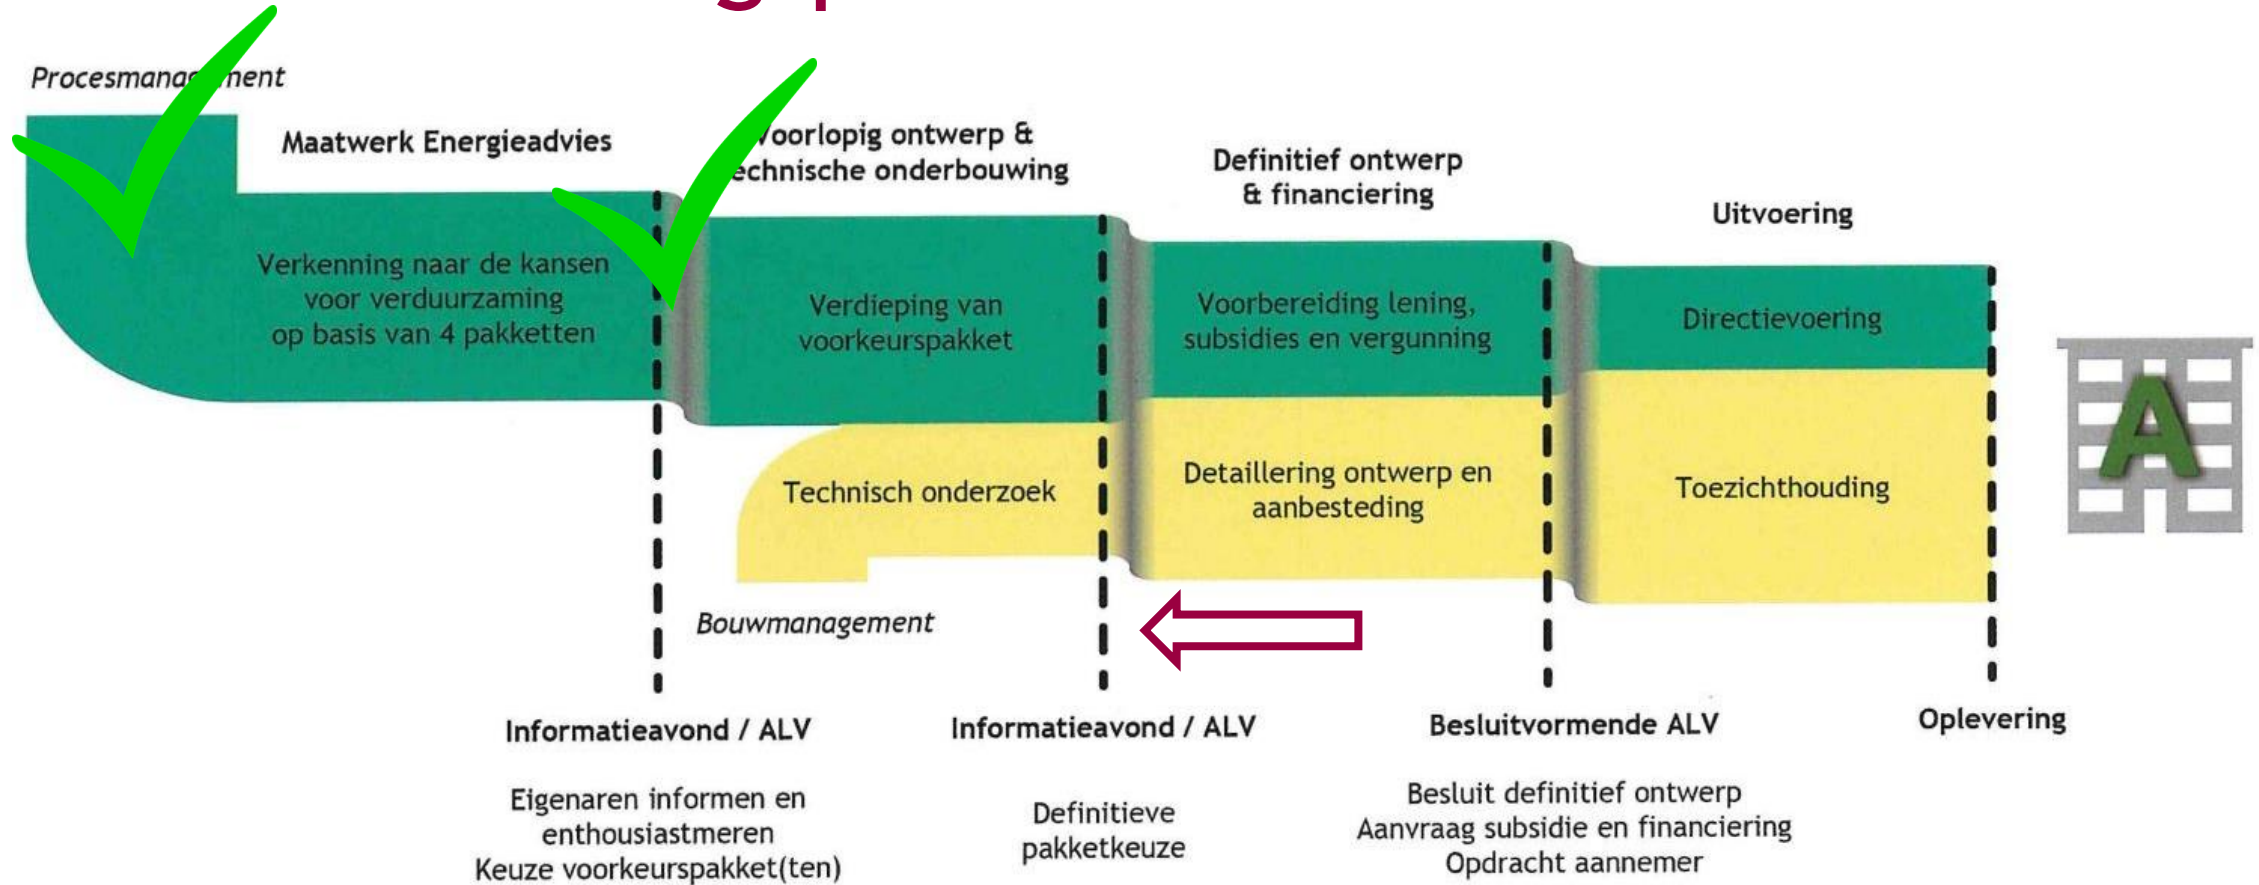 Procesmanagement
Maatwerk Energieadvies
Voorlopig ontwerp &
technische onderbouwing
Definitief ontwerp
& financiering
Uitvoering
Verkenning naar de kansen
voor verduurzaming
op basis van 4 pakketten
Verdieping van
voorkeurspakket
Voorbereiding lening,
subsidies en vergunning
Directievoering
Technisch onderzoek
Detaillering ontwerp en
aanbesteding
Toezichthouding
A
Bouwmanagement
Informatieavond / ALV
Eigenaren informen en
enthousiastmeren
Keuze voorkeurspakket(ten)
Informatieavond / ALV
Definitieve
pakketkeuze
Besluitvormende ALV
Besluit definitief ontwerp
Aanvraag subsidie en financiering
Opdracht aannemer
Oplevering